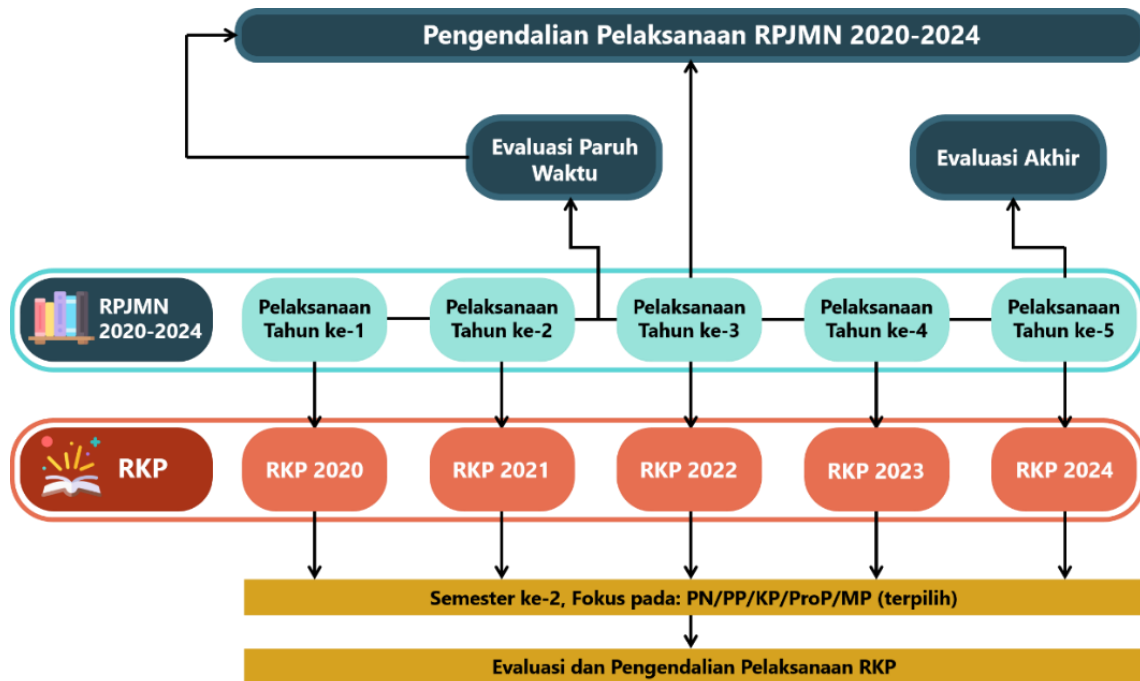 Pengendalian Pelaksanaan RPJMN 2020-2024
Evaluasi Paruh
Waktu
Evaluasi Akhir
RPJMN
2020-2024
Pelaksanaan
Tahun ke-1
Pelaksanaan
Tahun ke-2
Pelaksanaan
Tahun ke-3
Pelaksanaan
Tahun ke-4
Pelaksanaan
Tahun ke-5
RKP
RKP 2020
RKP 2021
RKP 2022
RKP 2023
RKP 2024
Semester ke-2, Fokus pada: PN/PP/KP/ProP/MP (terpilih)
Evaluasi dan Pengendalian Pelaksanaan RKP